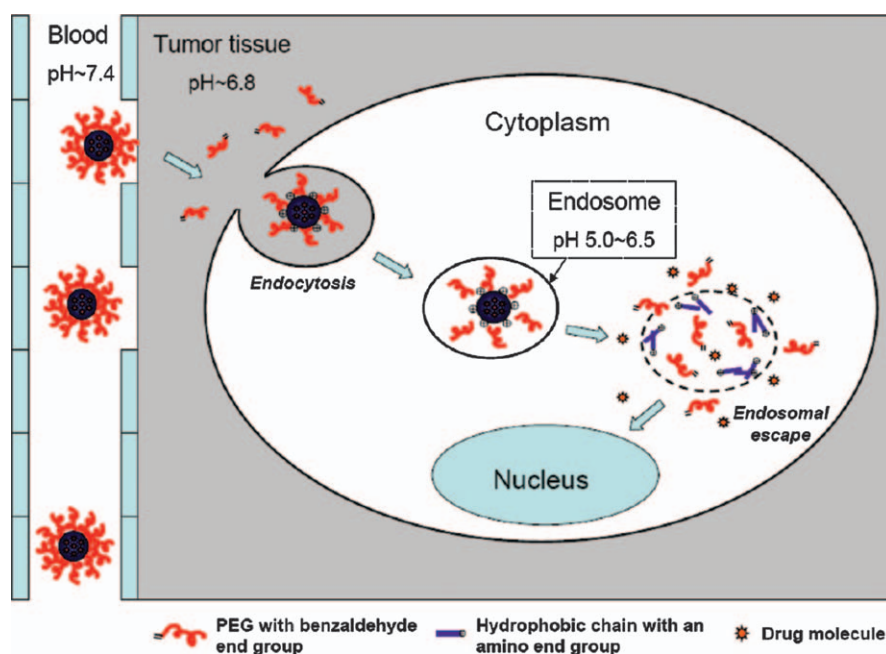 Blood
pH~7.4
Tumor tissue
pH~6.8
Cytoplasm
Endosome
pH 5.0~6.5
Endocytosis
Endosomal
escape
Nucleus
PEG with benzaldehyde
end group
Hydrophobic chain with an
amino end group
Drug molecule